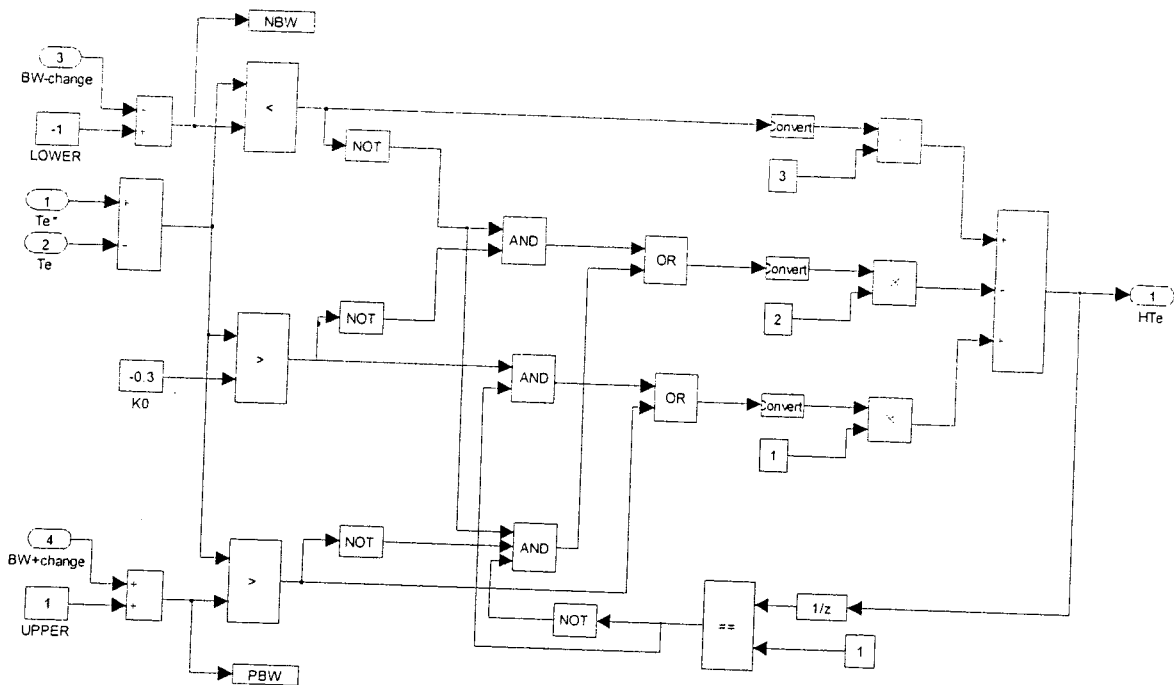 NBW
3
BW-change
-
+
<
-1
LOWER
NOT
Convert
3
1
Te*
+
2
Te
-
AND
OR
Convert
×
2
+
+
+
1
HTe
NOT
>
-0.3
K0
AND
OR
Convert
×
1
4
BW+change
+
+
1
UPPER
>
NOT
AND
NOT
==
1/z
1
PBW